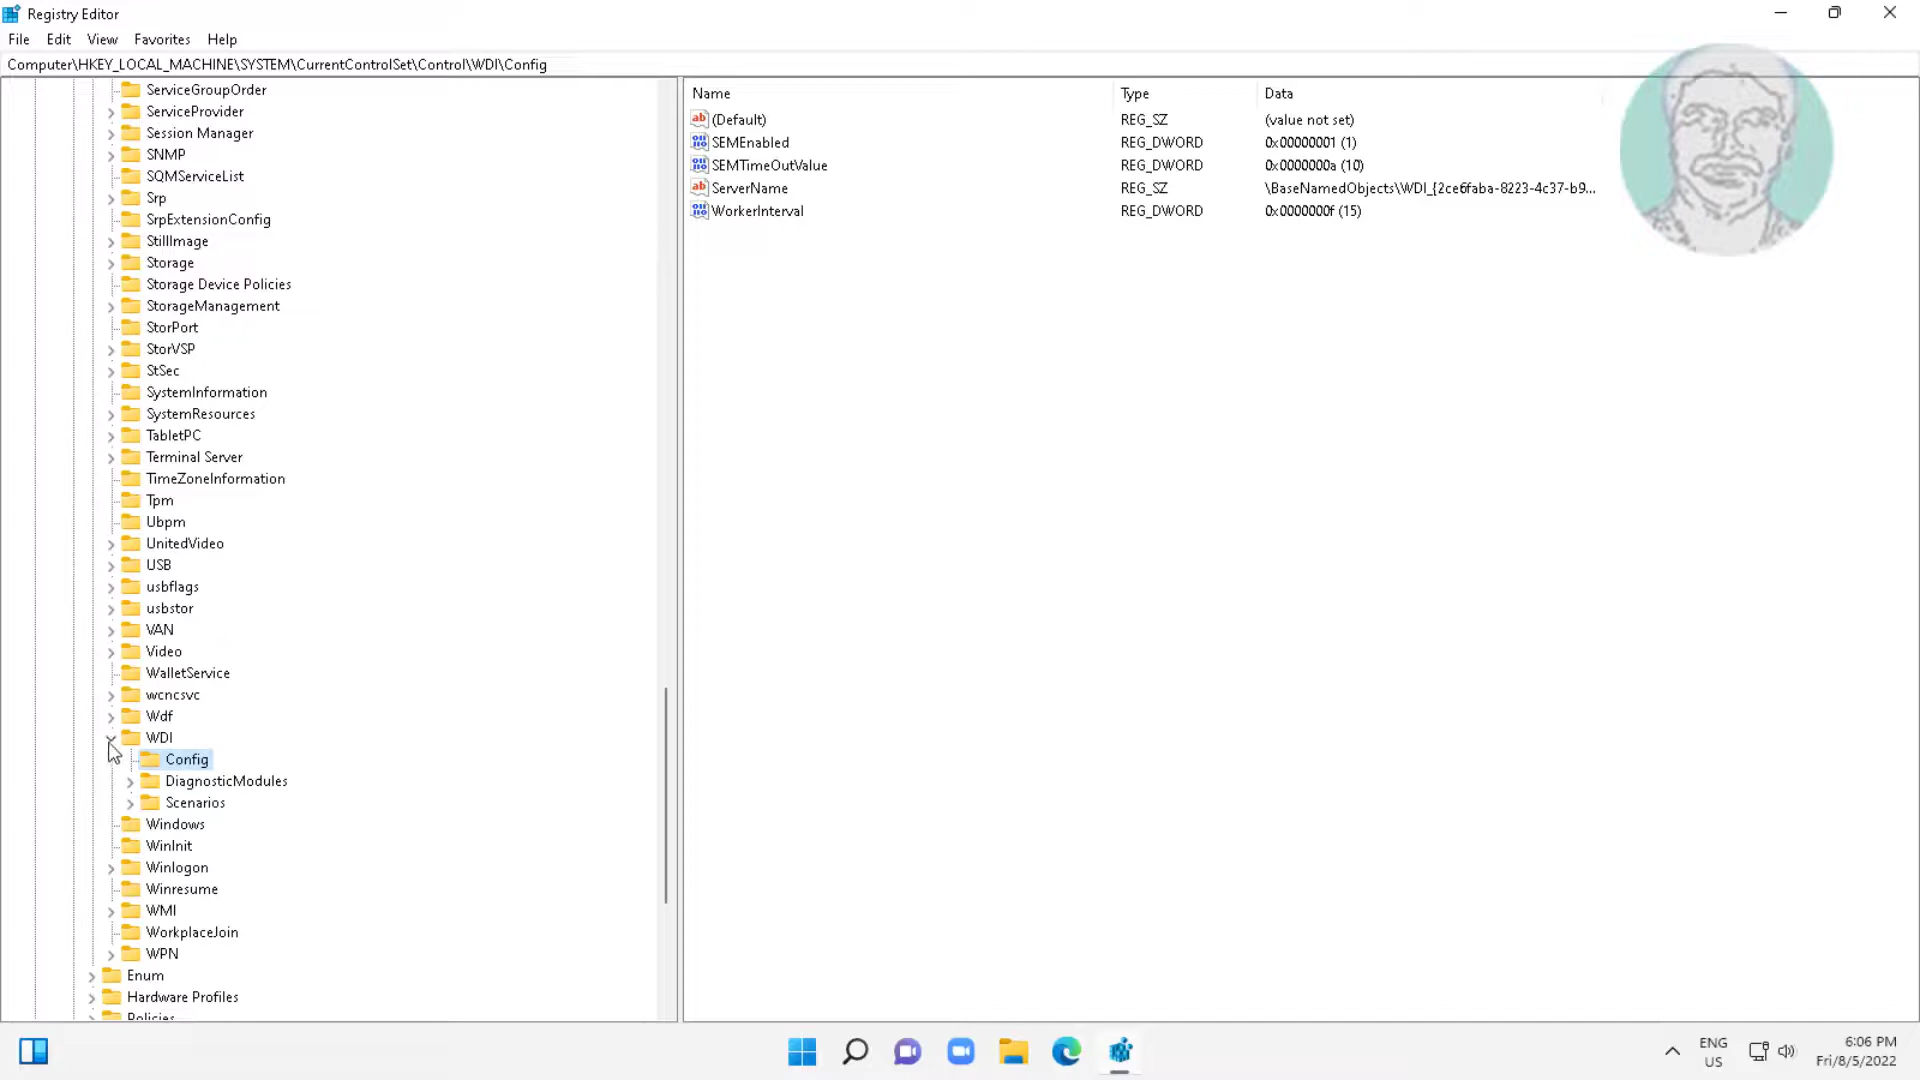 Registry Editor
File Edit View Favorites Help
Computer\HKEY_LOCAL_MACHINE\SYSTEM\CurrentControlSet\Control\WDI\Config
ServiceGroupOrder
ServiceProvider
Session Manager
SNMP
SQMServiceList
Srp
SrpExtensionConfig
StillImage
Storage
Storage Device Policies
StorageManagement
StorPort
StorVSP
StSec
SystemInformation
SystemResources
TabletPC
Terminal Server
TimeZoneInformation
Tpm
Ubpm
UnitedVideo
USB
usbflags
usbstor
VAN
Video
WalletService
wcncsvc
Wdf
WDI
Config
DiagnosticModules
Scenarios
Windows
WinInit
Winlogon
Winresume
WMI
WorkplaceJoin
WPN
Enum
Hardware Profiles
Policies
Name Type Data
(Default) REG_SZ (value not set)
SEMEnabled REG_DWORD 0x00000001 (1)
SEMTimeOutValue REG_DWORD 0x0000000a (10)
ServerName REG_SZ \BaseNamedObjects\WDI_{2ce6faba-8223-4c37-b9...
WorkerInterval REG_DWORD 0x0000000f (15)
ENG
US
6:06 PM
Fri/8/5/2022